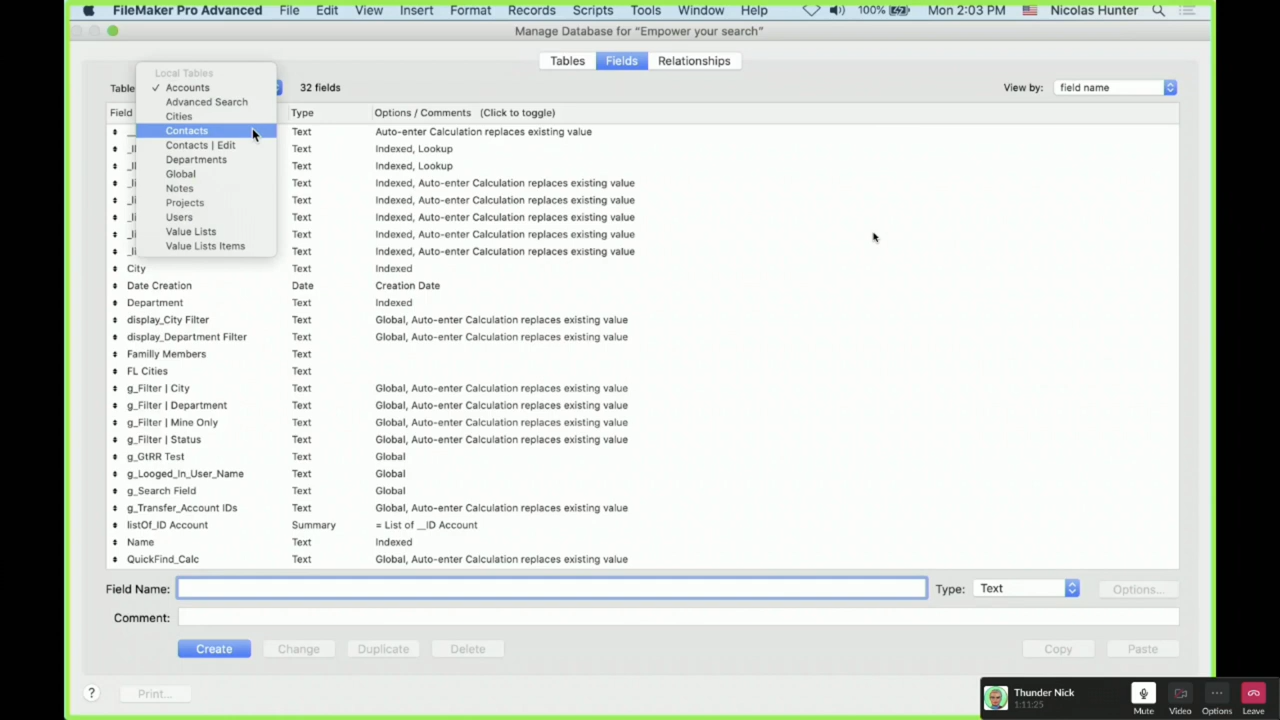 FileMaker Pro Advanced File Edit View Insert Format Records Scripts Tools Window Help 100% Mon 2:03 PM Nicolas Hunter
Manage Database for “Empower your search”
Tables Fields Relationships
Table 32 fields View by: field name
Local Tables
✓ Accounts
Advanced Search
Cities
Contacts
Contacts | Edit
Departments
Global
Notes
Projects
Users
Value Lists
Value Lists Items
Field Type Options / Comments (Click to toggle)
Text Auto-enter Calculation replaces existing value
Text Indexed, Lookup
Text Indexed, Lookup
_li Text Indexed, Auto-enter Calculation replaces existing value
_li Text Indexed, Auto-enter Calculation replaces existing value
_li Text Indexed, Auto-enter Calculation replaces existing value
_li Text Indexed, Auto-enter Calculation replaces existing value
_li Text Indexed, Auto-enter Calculation replaces existing value
City Text Indexed
Date Creation Date Creation Date
Department Text Indexed
display_City Filter Text Global, Auto-enter Calculation replaces existing value
display_Department Filter Text Global, Auto-enter Calculation replaces existing value
Familly Members Text
FL Cities Text
g_Filter | City Text Global, Auto-enter Calculation replaces existing value
g_Filter | Department Text Global, Auto-enter Calculation replaces existing value
g_Filter | Mine Only Text Global, Auto-enter Calculation replaces existing value
g_Filter | Status Text Global, Auto-enter Calculation replaces existing value
g_GtRR Test Text Global
g_Looged_In_User_Name Text Global
g_Search Field Text Global
g_Transfer_Account IDs Text Global, Auto-enter Calculation replaces existing value
listOf_ID Account Summary = List of __ID Account
Name Text Indexed
QuickFind_Calc Text Global, Auto-enter Calculation replaces existing value
Field Name: Type: Text Options...
Comment:
Create Change Duplicate Delete Copy Paste
? Print...
Thunder Nick
1:11:25
Mute Video Options Leave